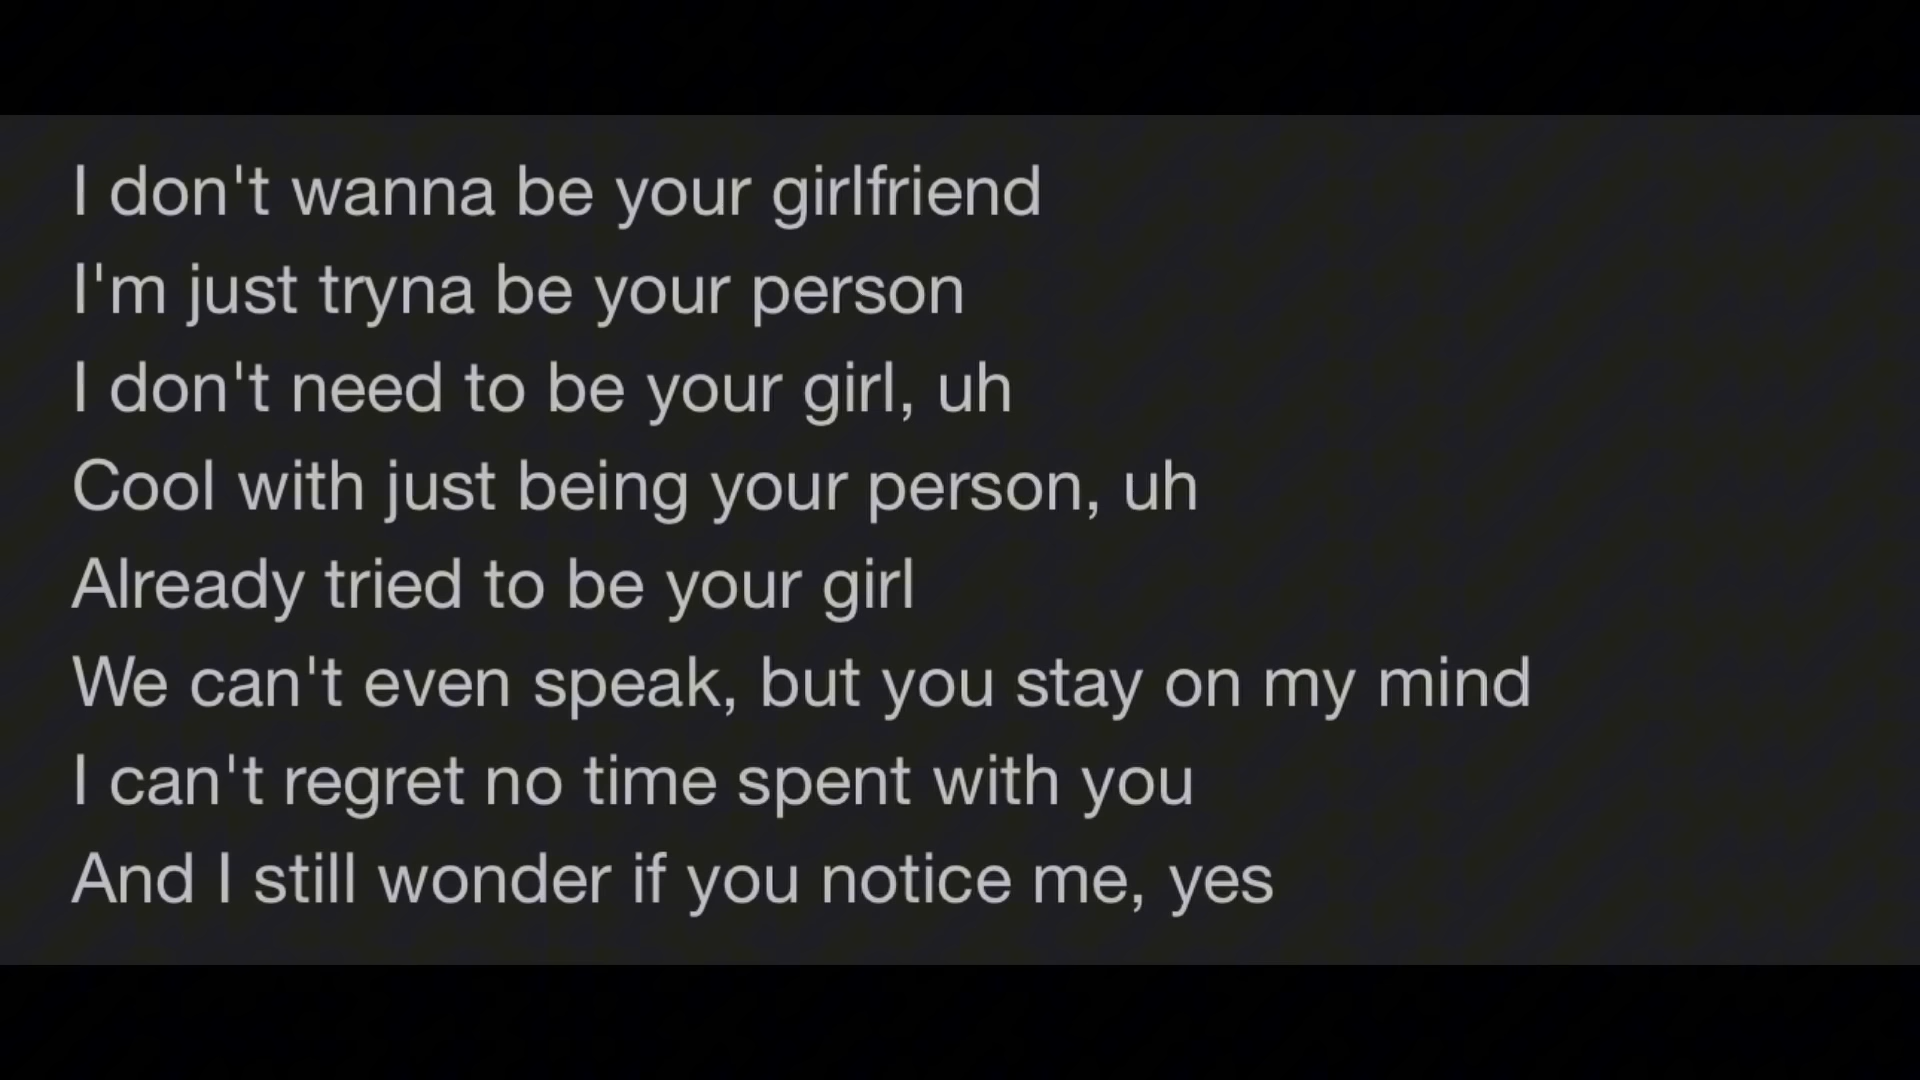 I don't wanna be your girlfriend
I'm just tryna be your person
I don't need to be your girl, uh
Cool with just being your person, uh
Already tried to be your girl
We can't even speak, but you stay on my mind
I can't regret no time spent with you
And I still wonder if you notice me, yes